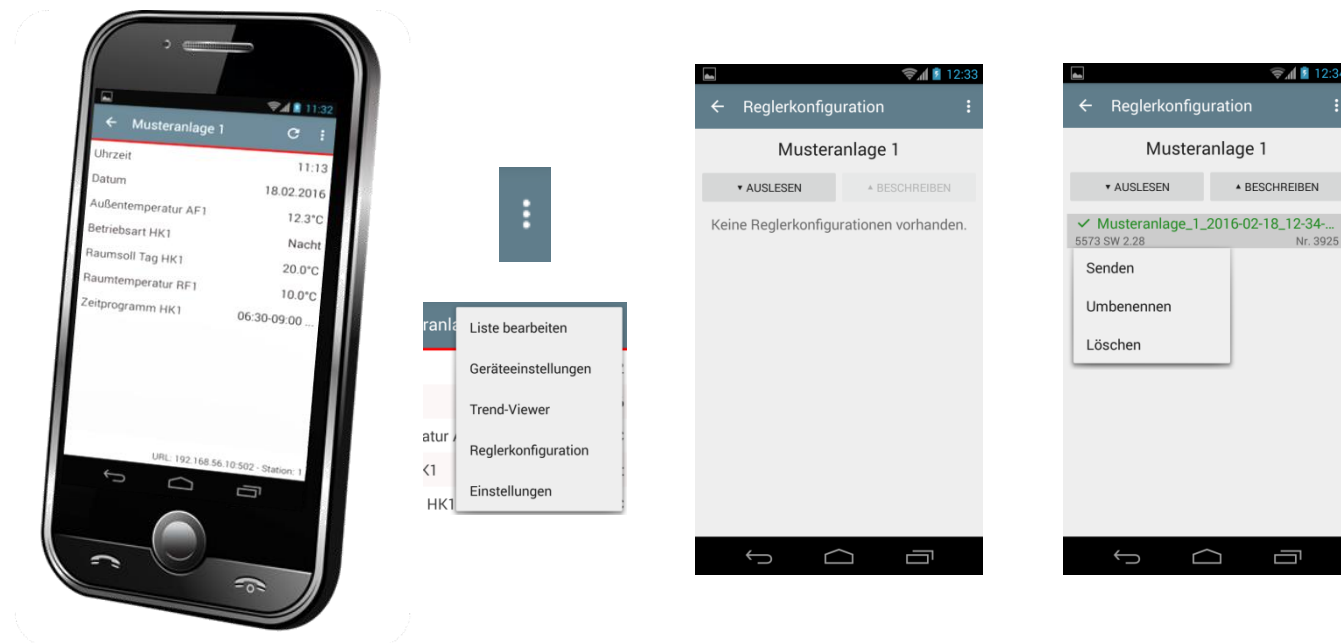 11:32
Musteranlage 1
Uhrzeit 11:13
Datum 18.02.2016
Außentemperatur AF1 12.3°C
Betriebsart HK1 Nacht
Raumsoll Tag HK1 20.0°C
Raumtemperatur RF1 10.0°C
Zeitprogramm HK1 06:30-09:00 ...
URL: 192.168.56.10:502 - Station: 1
Liste bearbeiten
Geräteeinstellungen
Trend-Viewer
atur
Reglerkonfiguration
K1
Einstellungen
HK1
12:33
Reglerkonfiguration
Musteranlage 1
▾ AUSLESEN ▴ BESCHREIBEN
Keine Reglerkonfigurationen vorhanden.
12:34
Reglerkonfiguration
Musteranlage 1
▾ AUSLESEN ▴ BESCHREIBEN
✓ Musteranlage_1_2016-02-18_12-34-...
5573 SW 2.28 Nr. 3925
Senden
Umbenennen
Löschen